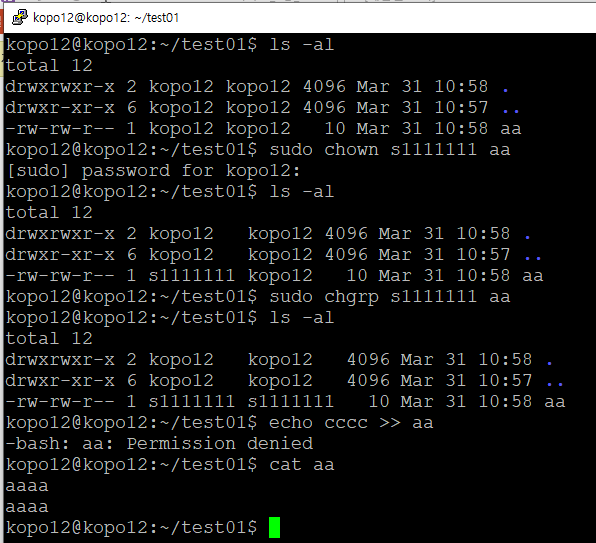 kopo12@kopo12: ~/test01
kopo12@kopo12:~/test01$ ls -al
total 12
drwxrwxr-x 2 kopo12 kopo12 4096 Mar 31 10:58 .
drwxr-xr-x 6 kopo12 kopo12 4096 Mar 31 10:57 ..
-rw-rw-r-- 1 kopo12 kopo12   10 Mar 31 10:58 aa
kopo12@kopo12:~/test01$ sudo chown s1111111 aa
[sudo] password for kopo12:
kopo12@kopo12:~/test01$ ls -al
total 12
drwxrwxr-x 2 kopo12   kopo12 4096 Mar 31 10:58 .
drwxr-xr-x 6 kopo12   kopo12 4096 Mar 31 10:57 ..
-rw-rw-r-- 1 s1111111 kopo12   10 Mar 31 10:58 aa
kopo12@kopo12:~/test01$ sudo chgrp s1111111 aa
kopo12@kopo12:~/test01$ ls -al
total 12
drwxrwxr-x 2 kopo12   kopo12   4096 Mar 31 10:58 .
drwxr-xr-x 6 kopo12   kopo12   4096 Mar 31 10:57 ..
-rw-rw-r-- 1 s1111111 s1111111   10 Mar 31 10:58 aa
kopo12@kopo12:~/test01$ echo cccc >> aa
-bash: aa: Permission denied
kopo12@kopo12:~/test01$ cat aa
aaaa
aaaa
kopo12@kopo12:~/test01$